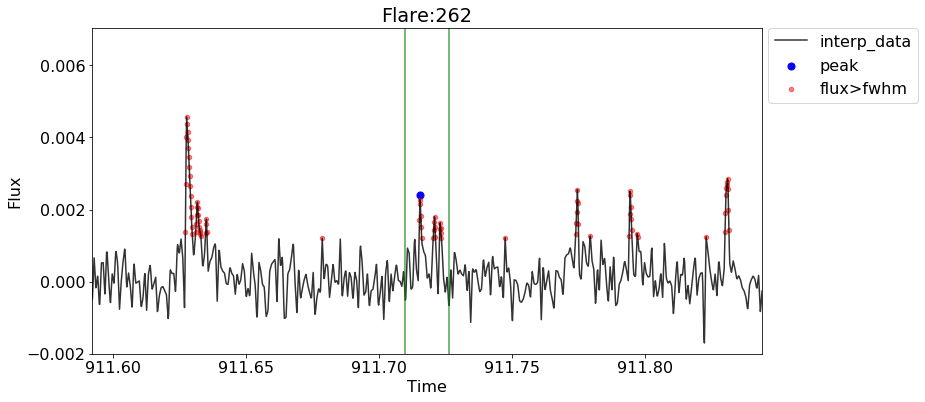 Flare:262
interp_data
peak
flux>fwhm
Flux
0.006
0.004
0.002
0.000
−0.002
911.60
911.65
911.70
911.75
911.80
Time